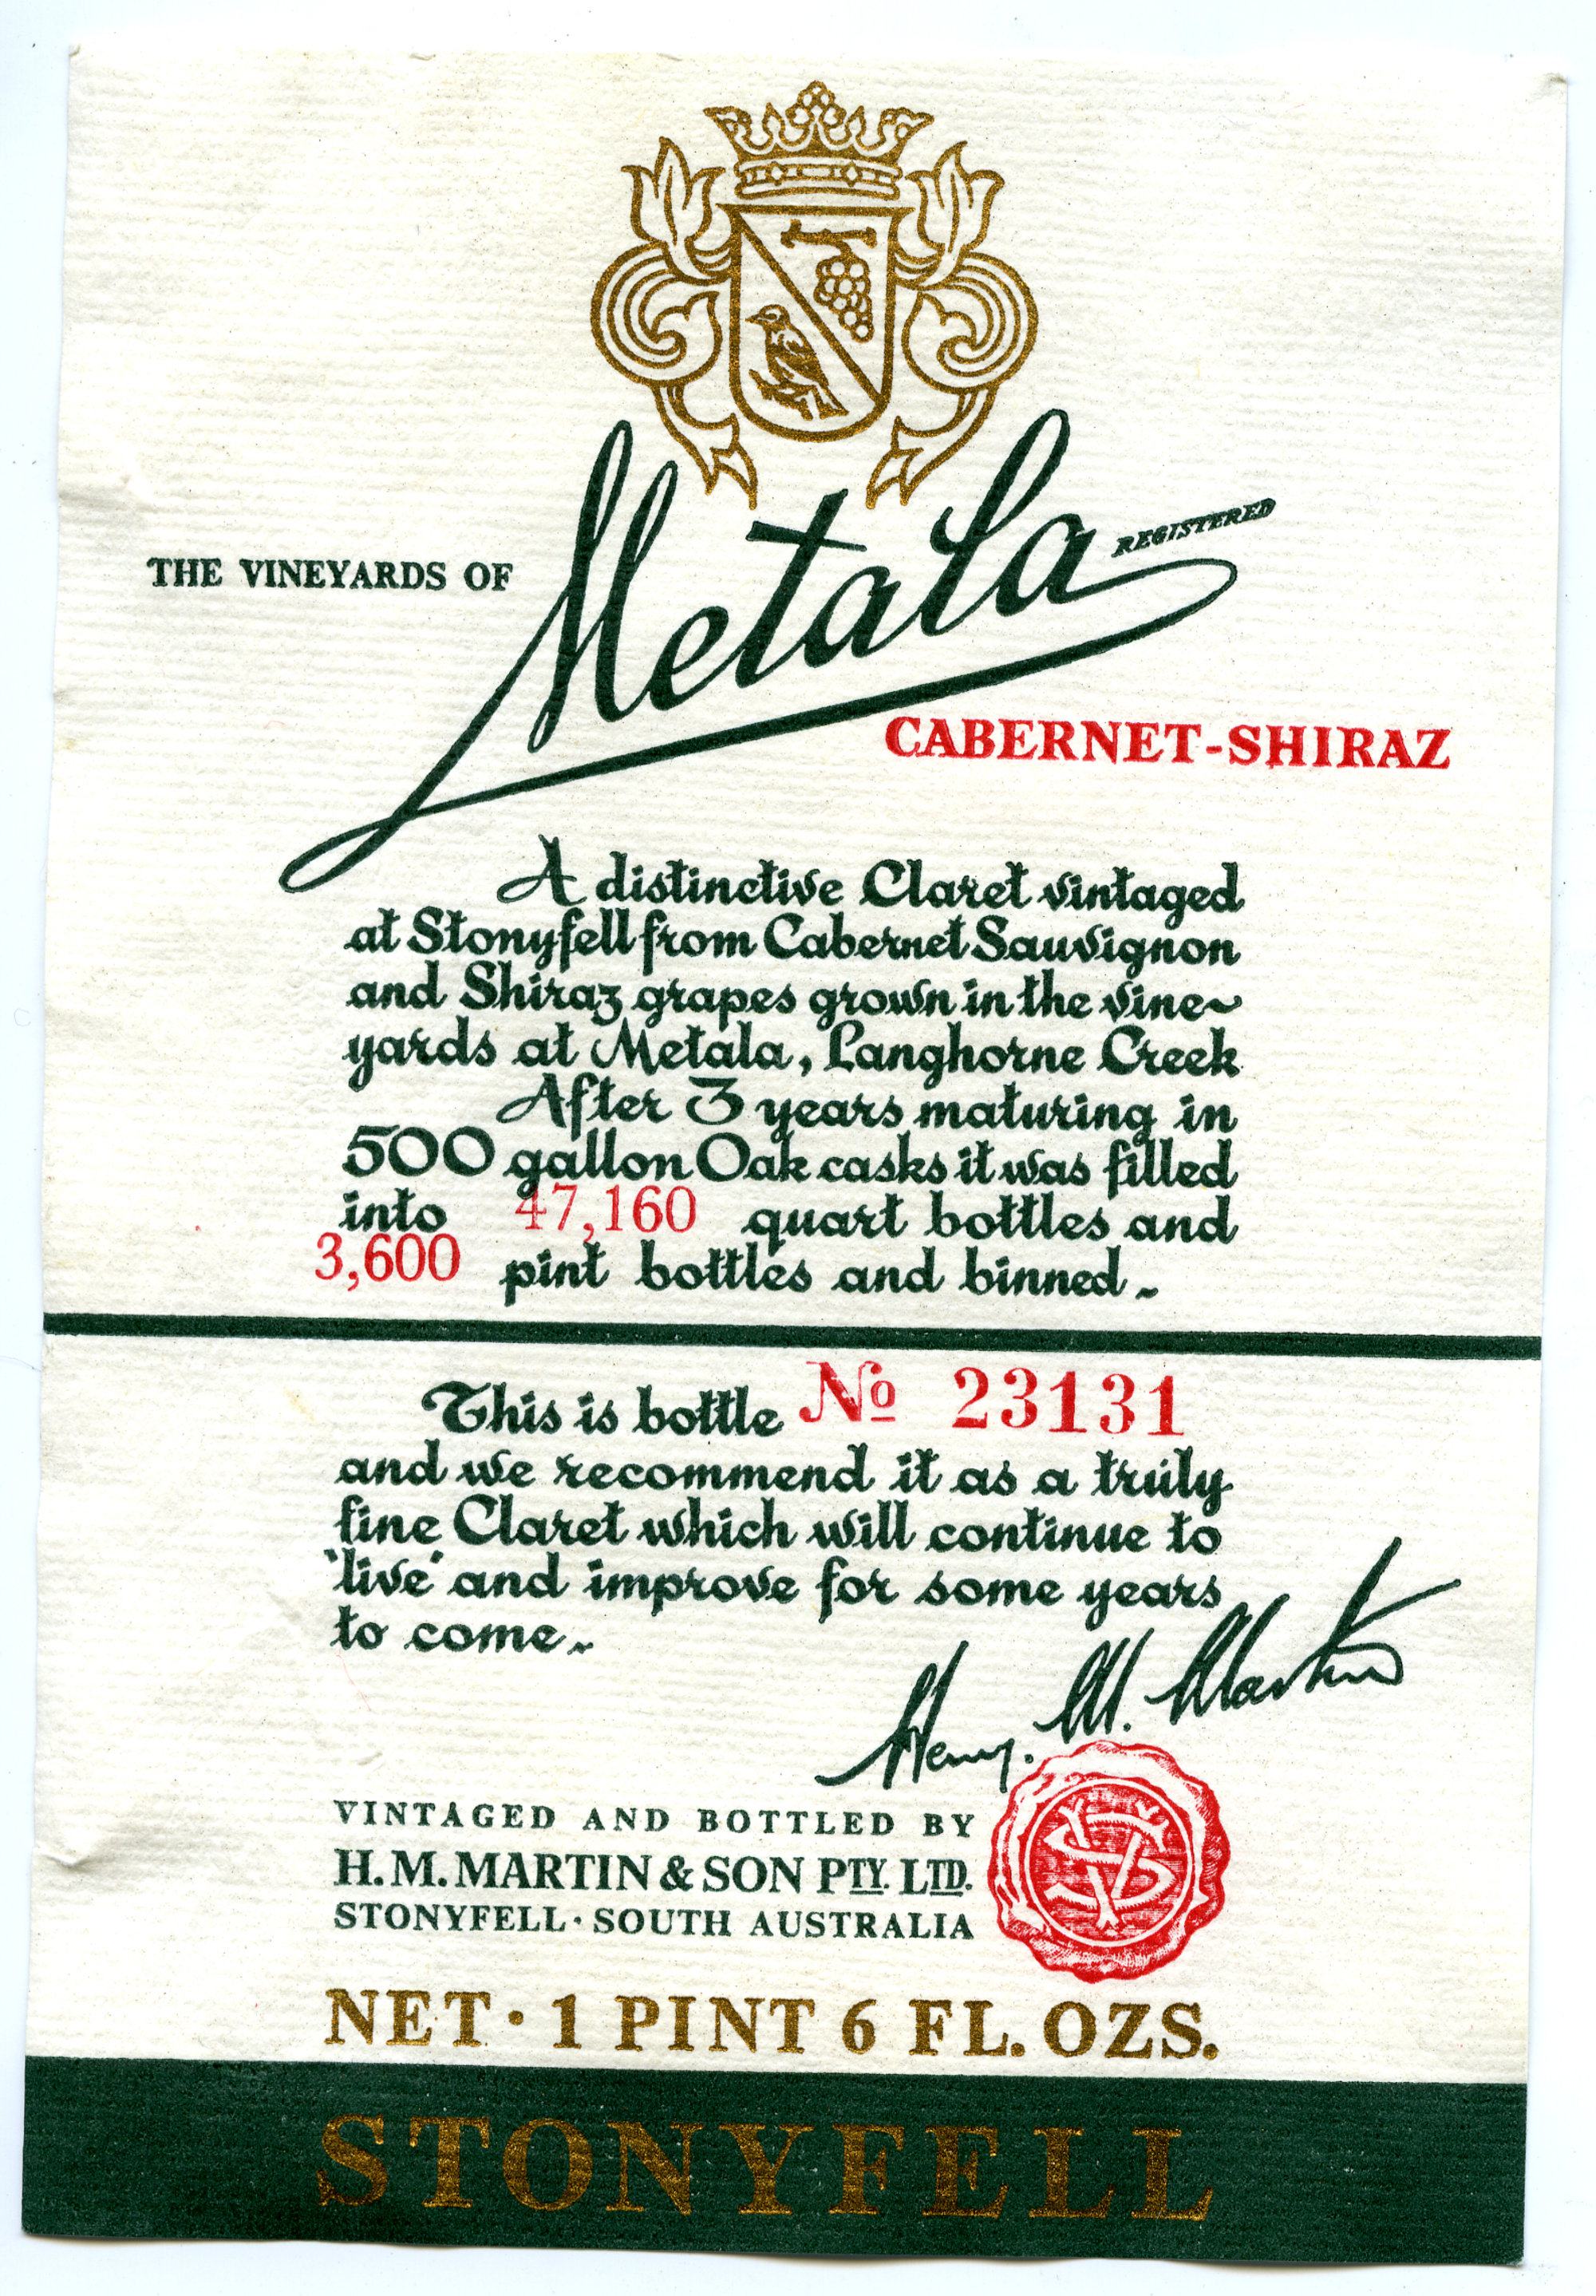 THE VINEYARDS OF
Metala
REGISTERED
CABERNET-SHIRAZ
A distinctive Claret vintaged
at Stonyfell from Cabernet Sauvignon
and Shiraz grapes grown in the vine~
yards at Metala, Langhorne Creek
After 3 years maturing in
500 gallon Oak casks it was filled
into 47,160 quart bottles and
3,600 pint bottles and binned~
This is bottle No 23131
and we recommend it as a truly
fine Claret which will continue to
'live' and improve for some years
to come~
Henry. M. Martin
VINTAGED AND BOTTLED BY
H. M. MARTIN & SON PTY. LTD.
STONYFELL · SOUTH AUSTRALIA
NET · 1 PINT 6 FL. OZS.
STONYFELL